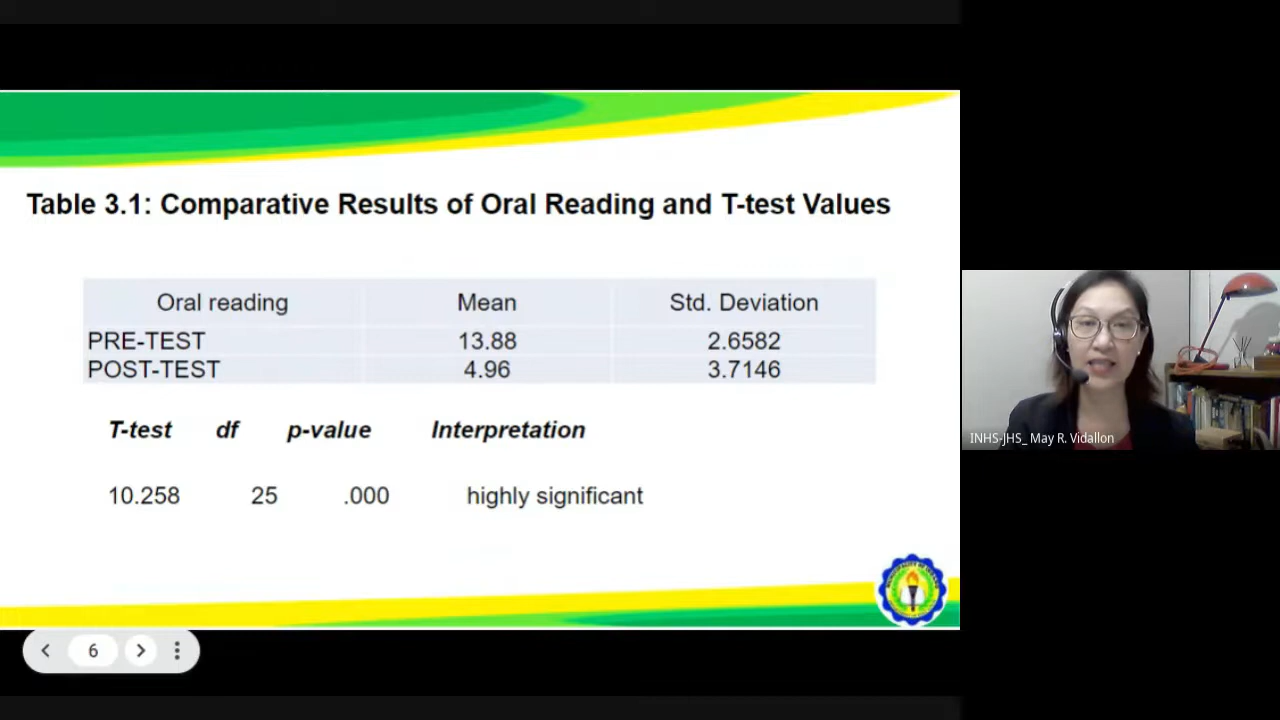 Table 3.1: Comparative Results of Oral Reading and T-test Values
Oral reading Mean Std. Deviation
PRE-TEST 13.88 2.6582
POST-TEST 4.96 3.7146
T-test df p-value Interpretation
10.258 25 .000 highly significant
INHS-JHS_ May R. Vidallon
6